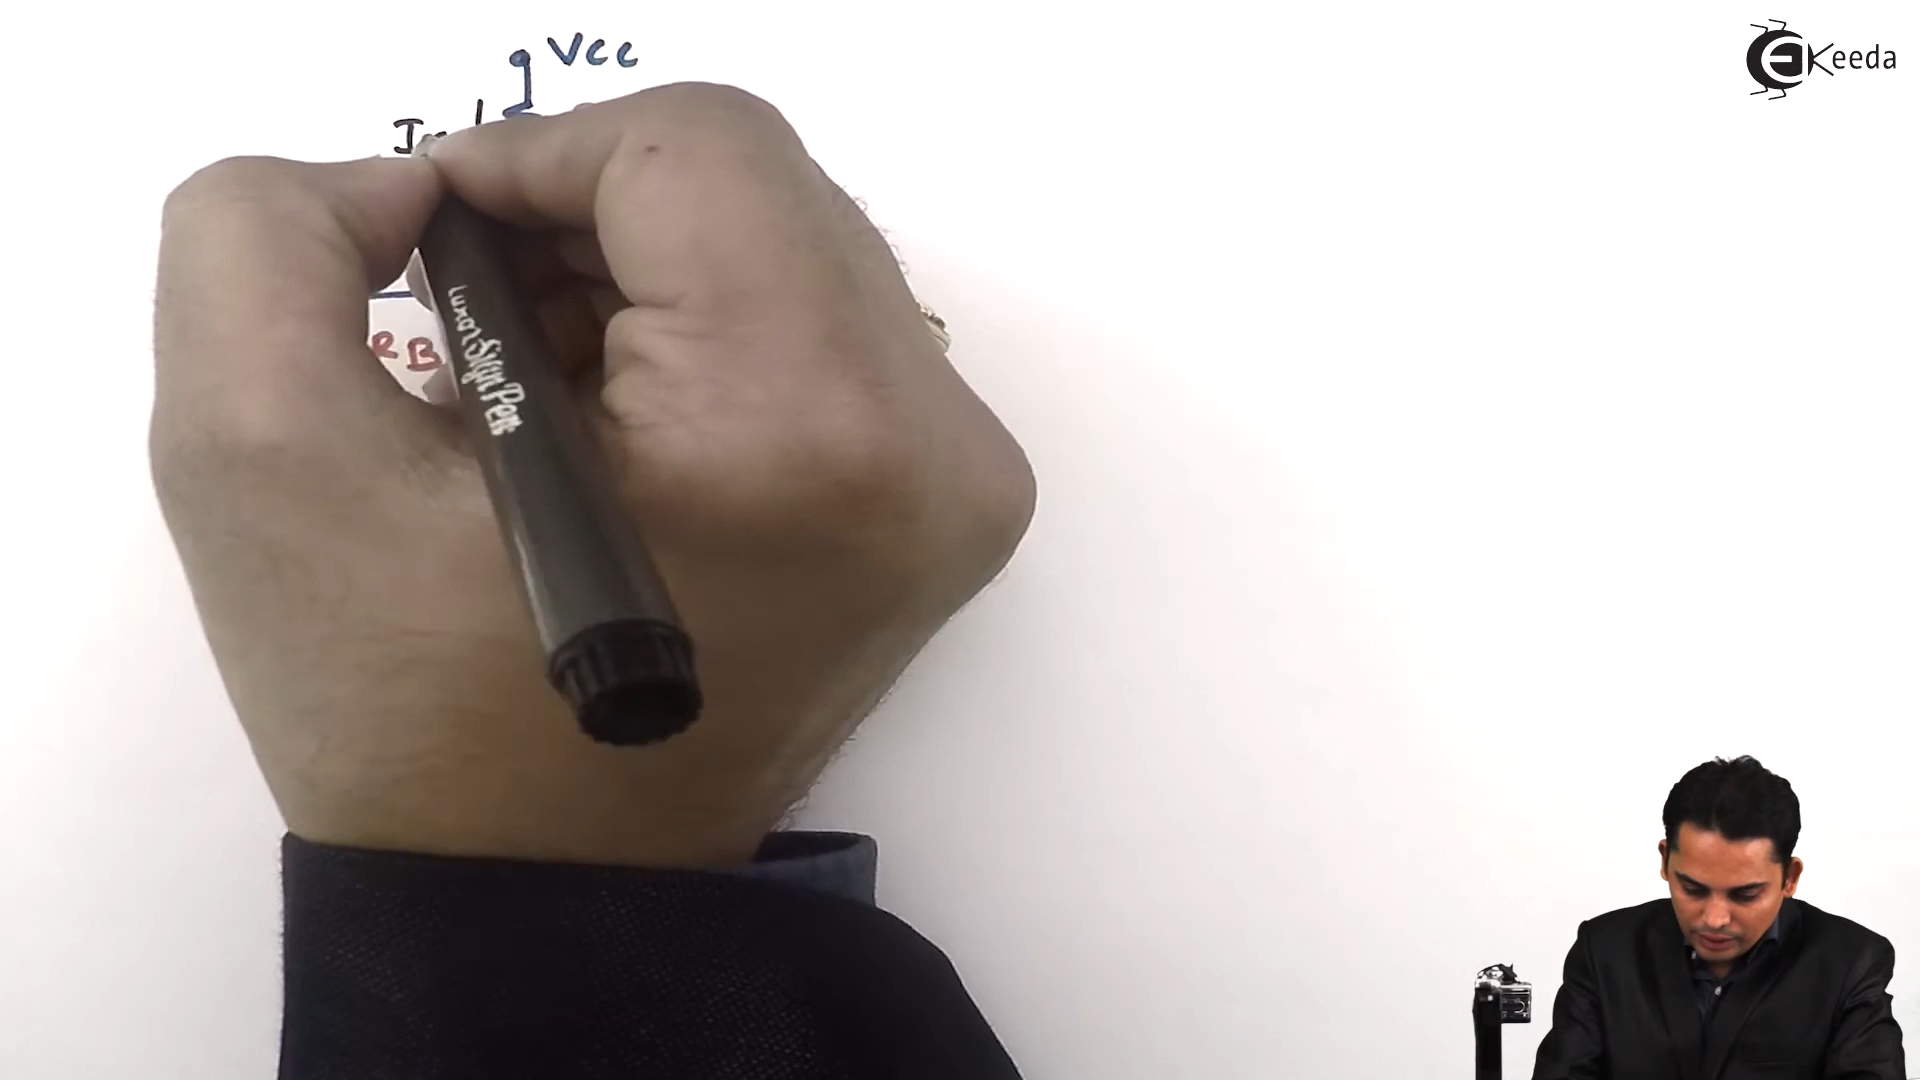 VCC
Keeda
I
RB
Luxor Sign Pen